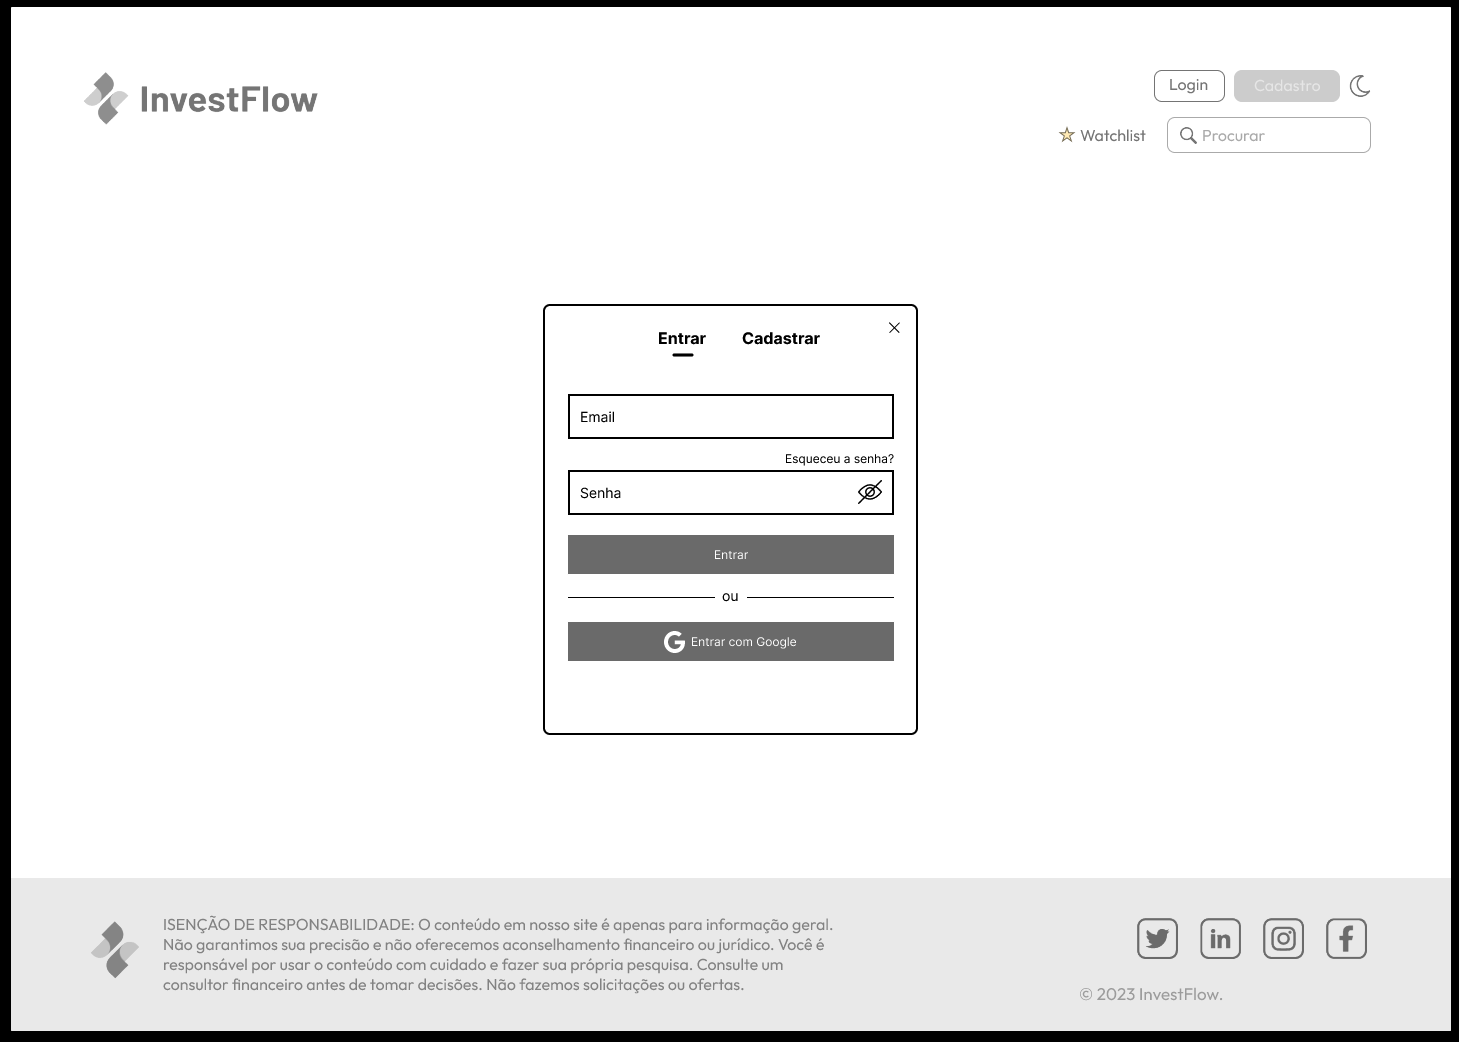 InvestFlow
Login
Cadastro
Watchlist
Procurar
Entrar
Cadastrar
Email
Esqueceu a senha?
Senha
Entrar
ou
Entrar com Google
ISENÇÃO DE RESPONSABILIDADE: O conteúdo em nosso site é apenas para informação geral.
Não garantimos sua precisão e não oferecemos aconselhamento financeiro ou jurídico. Você é
responsável por usar o conteúdo com cuidado e fazer sua própria pesquisa. Consulte um
consultor financeiro antes de tomar decisões. Não fazemos solicitações ou ofertas.
© 2023 InvestFlow.